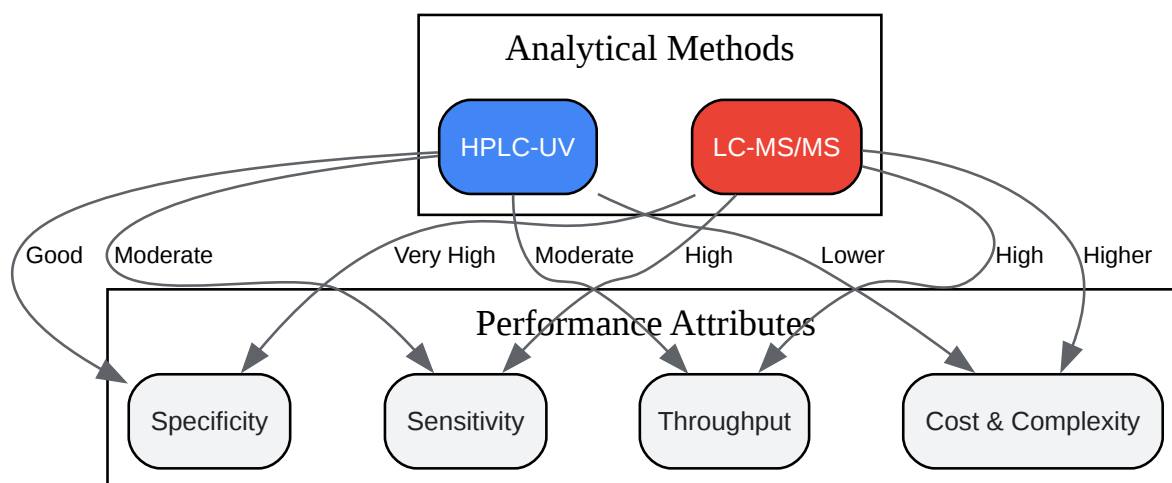 Analytical Methods
HPLC-UV
LC-MS/MS
Good
Moderate
Very High
Moderate
High
Lower
High
Higher
Performance Attributes
Specificity
Sensitivity
Throughput
Cost & Complexity